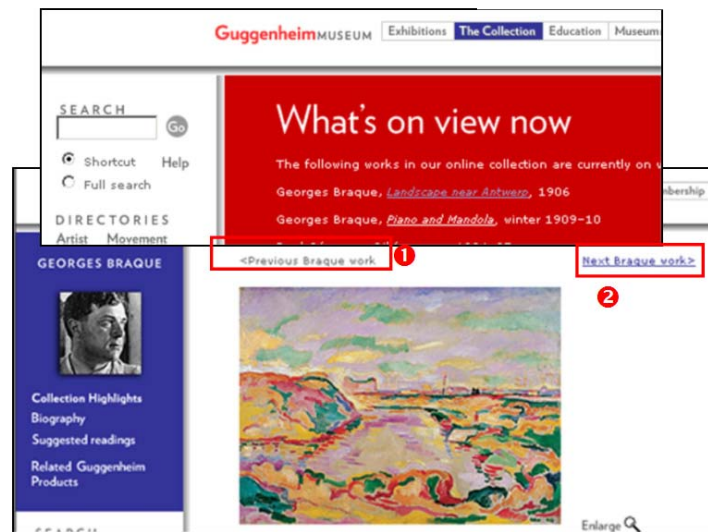 GuggenheimMUSEUM Exhibitions The Collection Education Museum
SEARCH
Go
Shortcut Help
Full search
DIRECTORIES
Artist Movement
What's on view now
The following works in our online collection are currently on
Georges Braque, Landscape near Antwerp, 1906
Georges Braque, Piano and Mandola, winter 1909–10
GEORGES BRAQUE
Collection Highlights
Biography
Suggested readings
Related Guggenheim
Products
<Previous Braque work 1
Next Braque work>
2
Enlarge